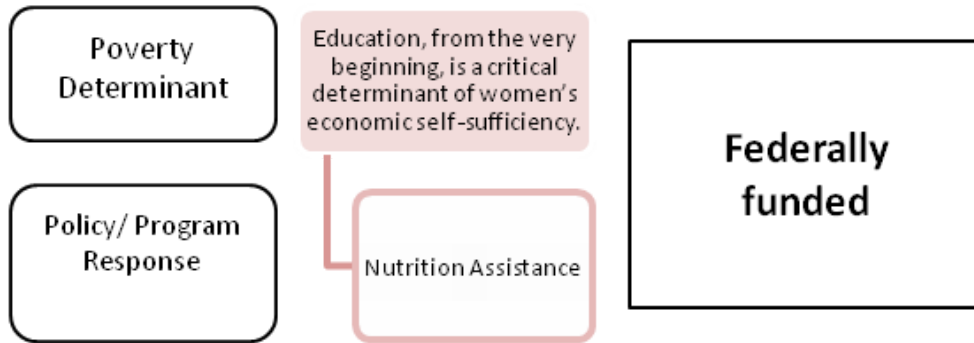 Poverty
Determinant
Education, from the very
beginning, is a critical
determinant of women's
economic self-sufficiency.
Federally
funded
Policy/ Program
Response
Nutrition Assistance